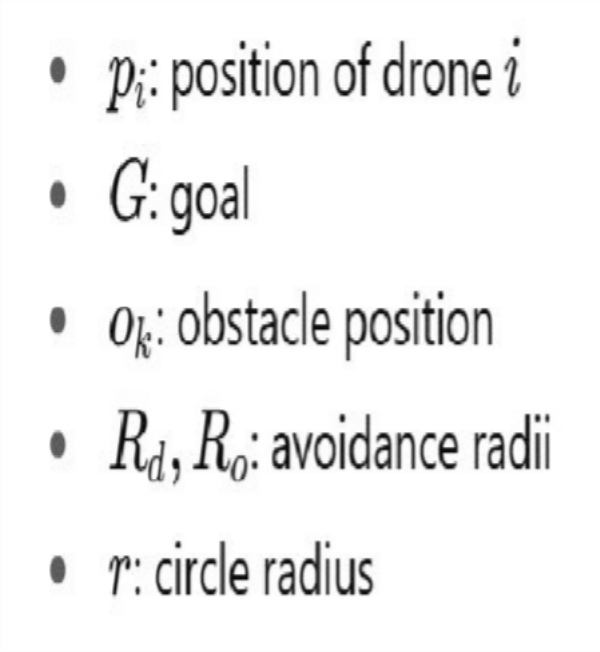 • pᵢ: position of drone i
• G: goal
• oₖ: obstacle position
• R_d, R_o: avoidance radii
• r: circle radius